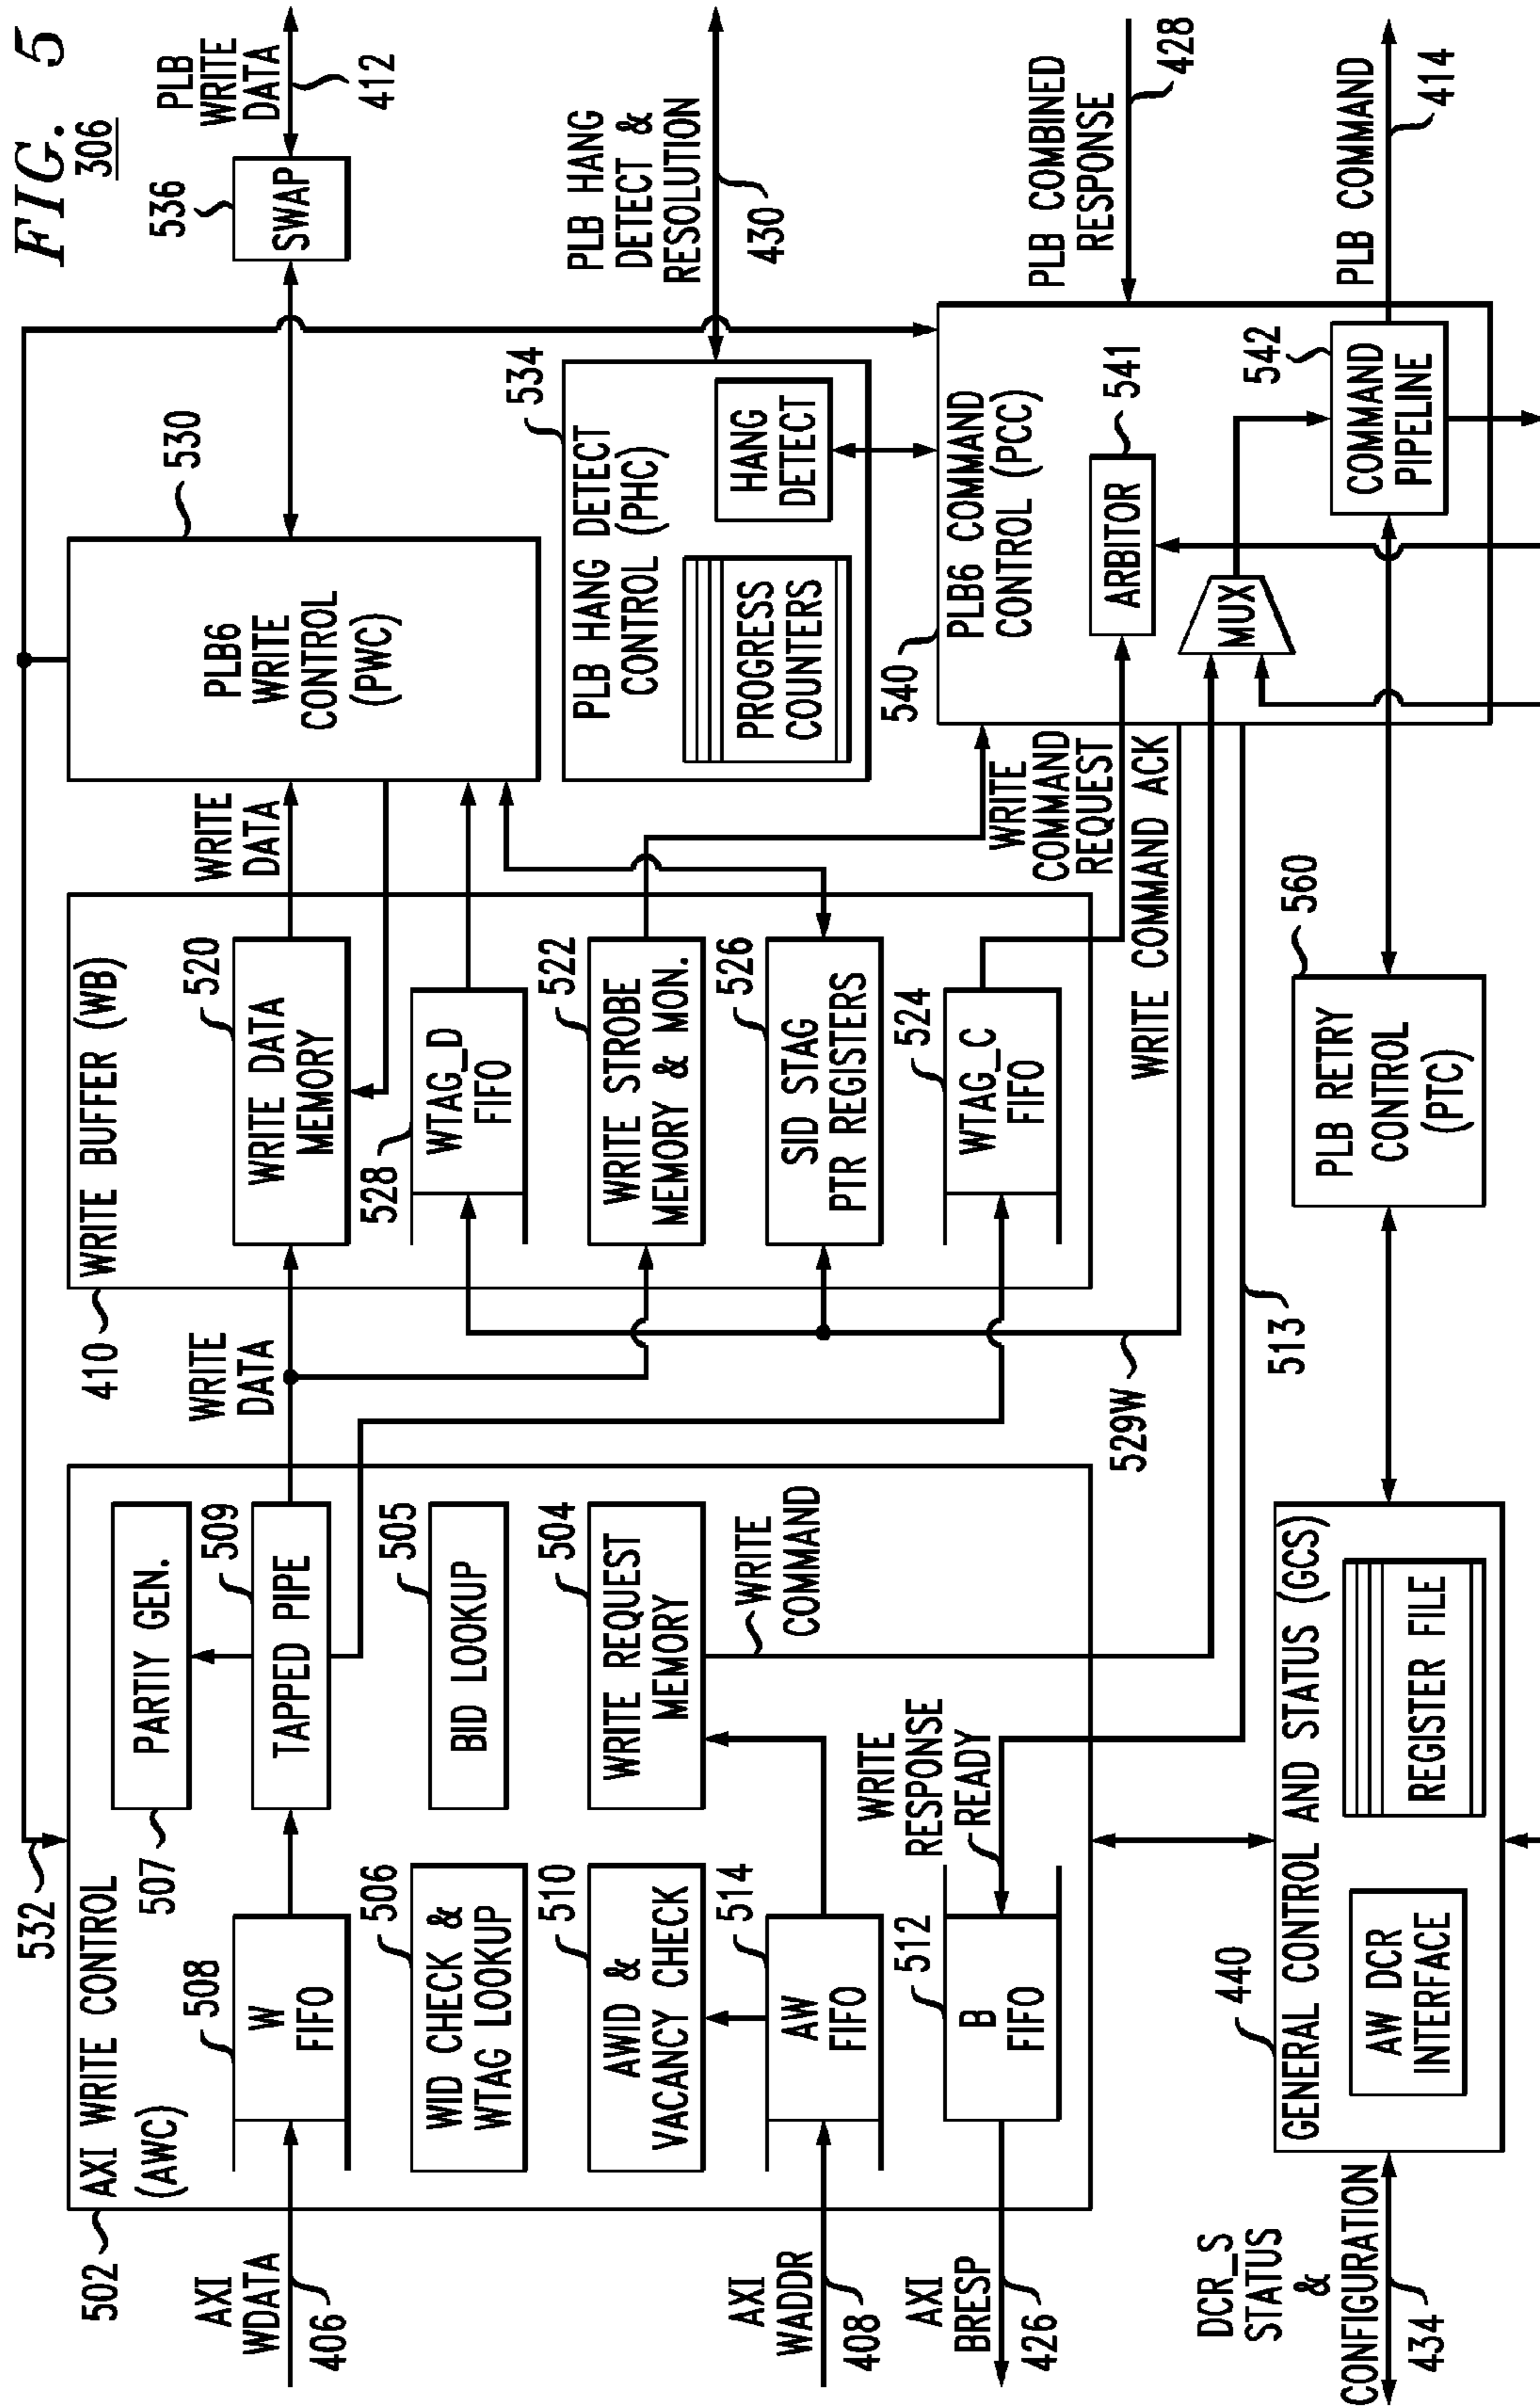 FIG. 5
306
AXI WRITE CONTROL
(AWC)
502
532
AXI
WDATA
406
508
W
FIFO
507
PARTIY GEN.
509
TAPPED PIPE
506
WID CHECK &
WTAG LOOKUP
505
BID LOOKUP
510
AWID &
VACANCY CHECK
504
WRITE REQUEST
MEMORY
AXI
WADDR
408
514
AW
FIFO
WRITE
COMMAND
AXI
BRESP
426
512
B
FIFO
WRITE
RESPONSE
READY
WRITE
DATA
410
WRITE BUFFER (WB)
520
WRITE DATA
MEMORY
528
WTAG_D
FIFO
522
WRITE STROBE
MEMORY & MON.
526
SID STAG
PTR REGISTERS
524
WTAG_C
FIFO
529W
513
WRITE
DATA
530
PLB6
WRITE
CONTROL
(PWC)
536
SWAP
PLB
WRITE
DATA
412
534
PLB HANG DETECT
CONTROL (PHC)
PROGRESS
COUNTERS
HANG
DETECT
PLB HANG
DETECT &
RESOLUTION
430
WRITE
COMMAND
REQUEST
WRITE COMMAND ACK
540
PLB6 COMMAND
CONTROL (PCC)
541
ARBITOR
MUX
542
COMMAND
PIPELINE
PLB COMBINED
RESPONSE
428
PLB COMMAND
414
DCR_S
STATUS
&
CONFIGURATION
434
440
GENERAL CONTROL AND STATUS (GCS)
AW DCR
INTERFACE
REGISTER FILE
560
PLB RETRY
CONTROL
(PTC)